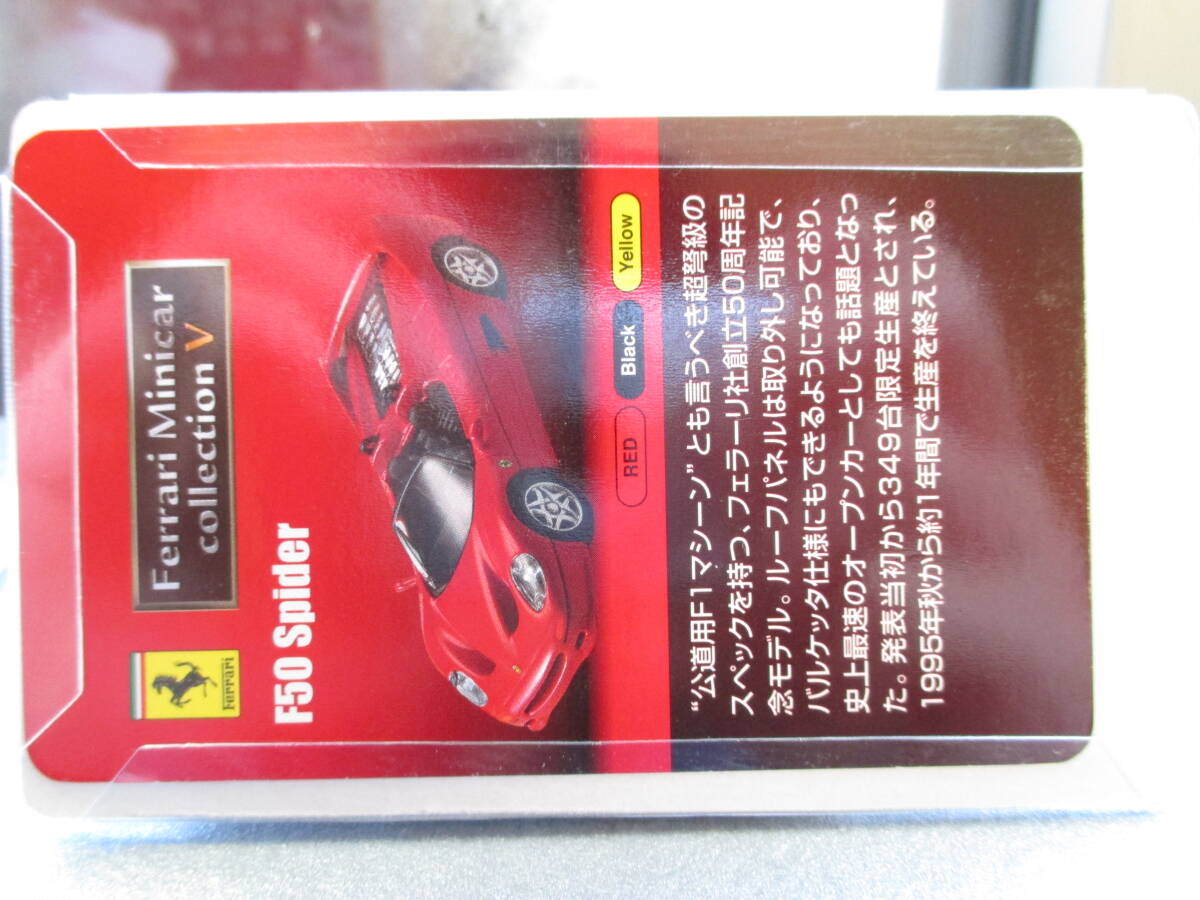 Ferrari
Ferrari Minicar
collection V
F50 Spider
RED
Black
Yellow
“公道用F1マシーン”とも言うべき超弩級の
スペックを持つ、フェラーリ社創立50周年記
念モデル。ルーフパネルは取り外し可能で、
バルケッタ仕様にもできるようになっており、
史上最速のオープンカーとしても話題となっ
た。発表当初から349台限定生産とされ、
1995年秋から約1年間で生産を終えている。